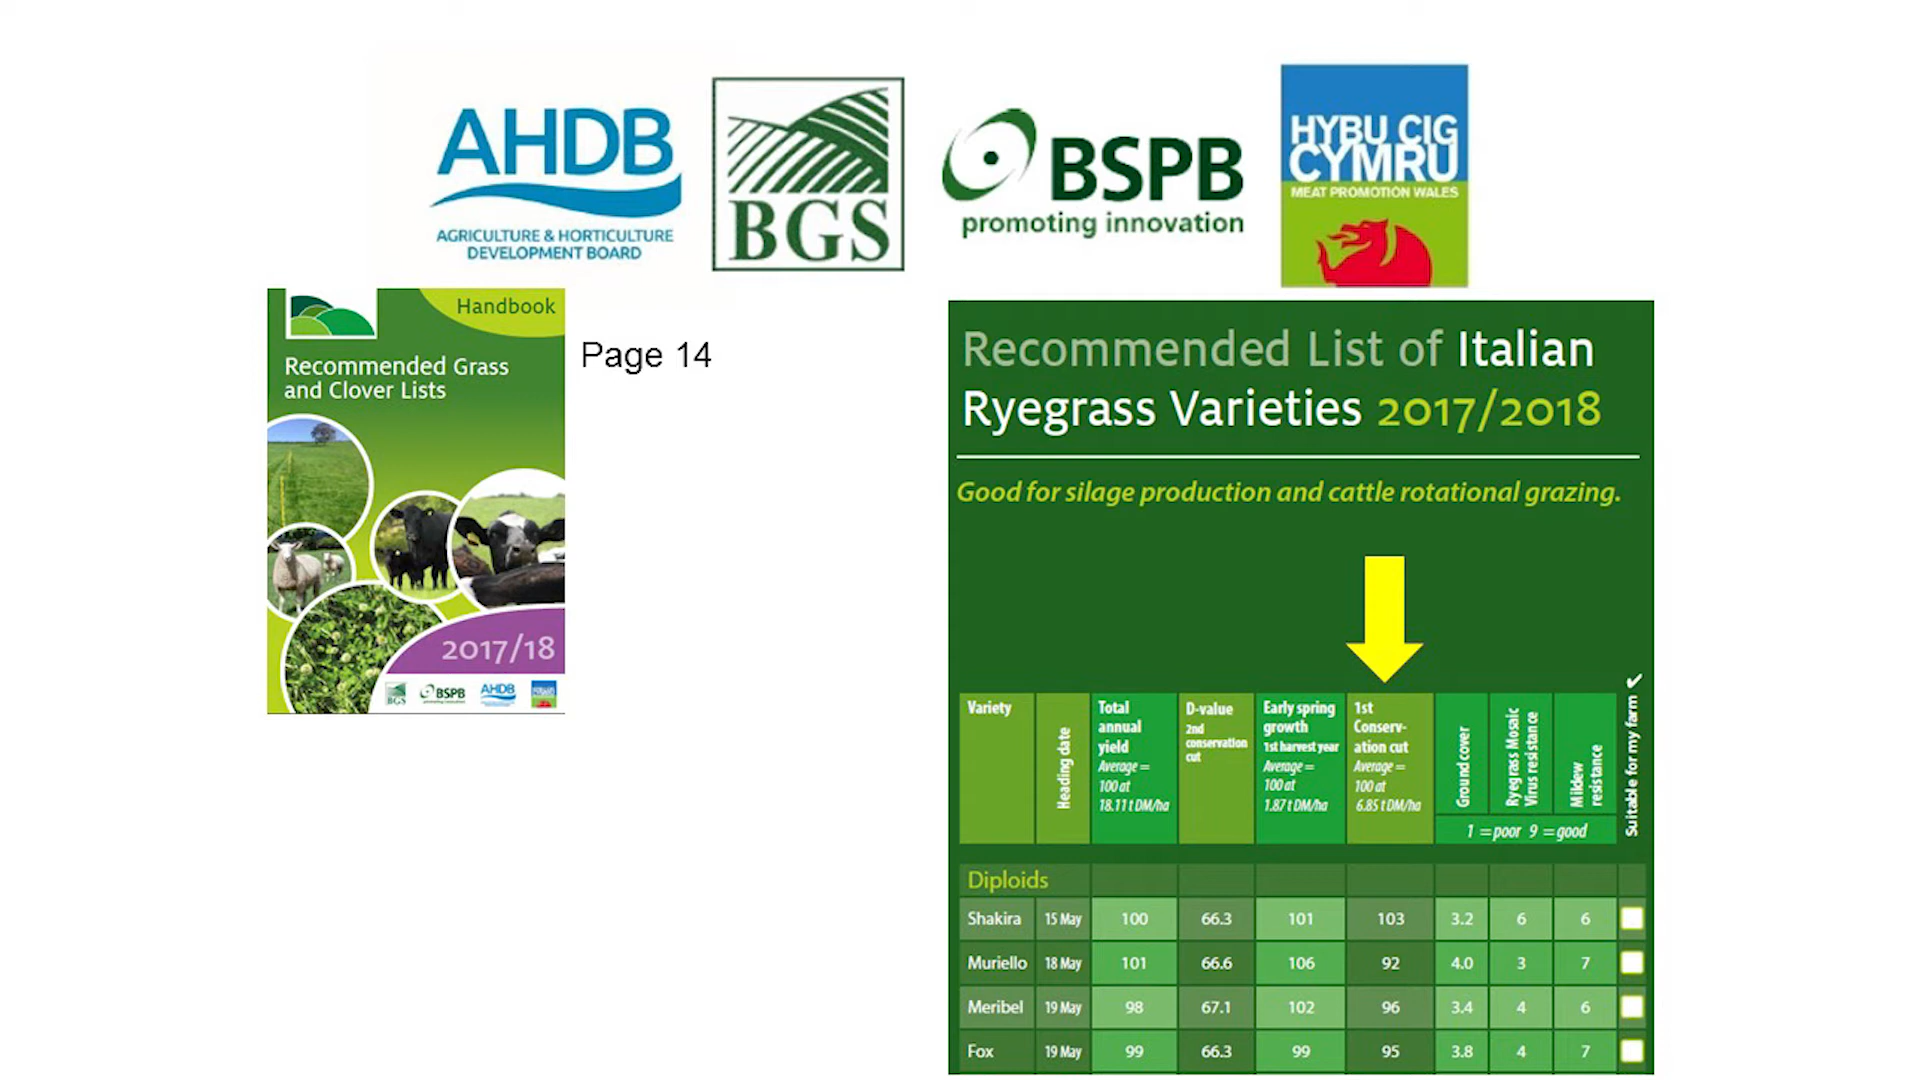 AHDB
AGRICULTURE & HORTICULTURE
DEVELOPMENT BOARD
BGS
BSPB
promoting innovation
HYBU CIG
CYMRU
MEAT PROMOTION WALES
Handbook
Recommended Grass
and Clover Lists
2017/18
BGS
BSPB
AHDB
Page 14
Recommended List of Italian
Ryegrass Varieties 2017/2018
Good for silage production and cattle rotational grazing.
Variety
Heading date
Total
annual
yield
Average =
100 at
18.11 t DM/ha
D-value
2nd
conservation
cut
Early spring
growth
1st harvest year
Average =
100 at
1.87 t DM/ha
1st
Conserv-
ation cut
Average =
100 at
6.85 t DM/ha
Ground cover
Ryegrass Mosaic
Virus resistance
Mildew
resistance
1 = poor 9 = good
Suitable for my farm ✔
Diploids
Shakira 15 May 100 66.3 101 103 3.2 6 6
Muriello 18 May 101 66.6 106 92 4.0 3 7
Meribel 19 May 98 67.1 102 96 3.4 4 6
Fox 19 May 99 66.3 99 95 3.8 4 7